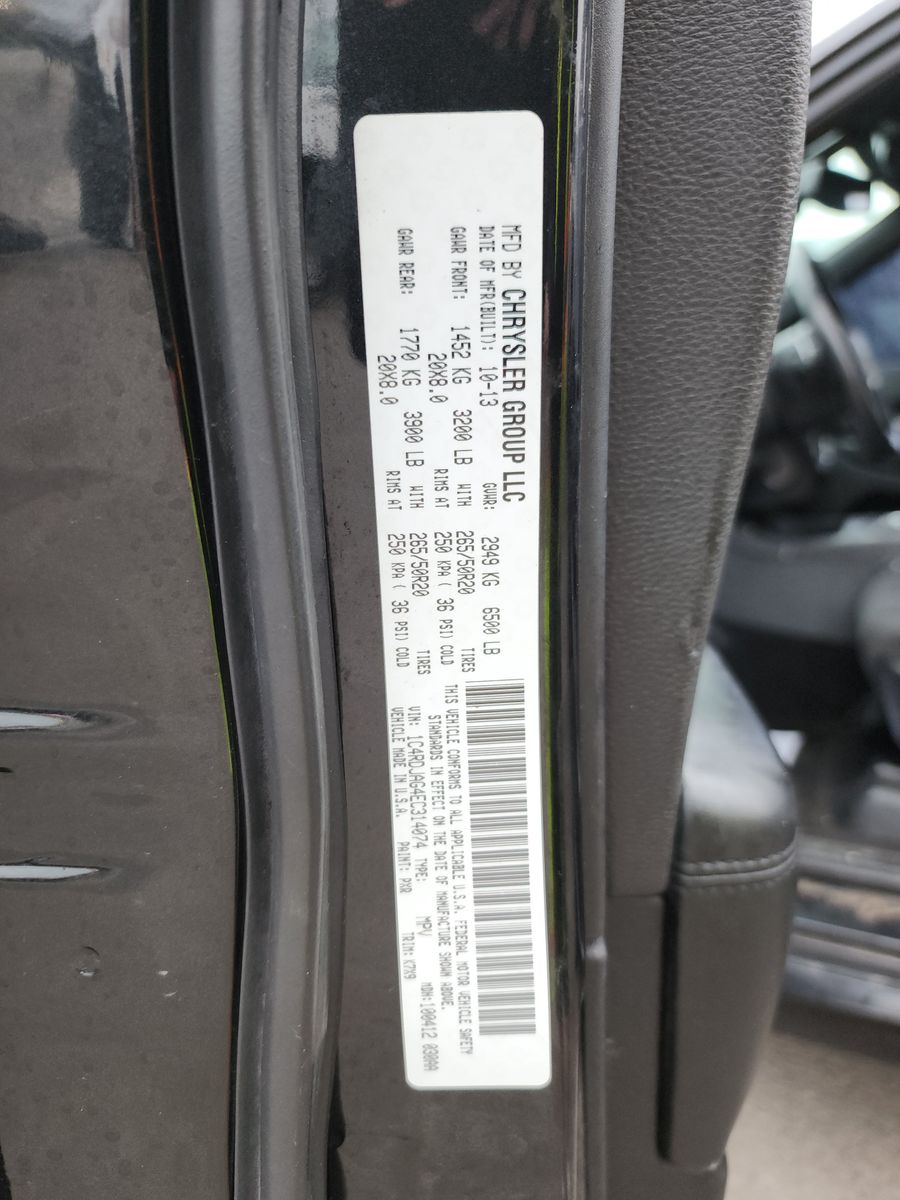 MFD BY CHRYSLER GROUP LLC
DATE OF MFR(BUILT): 10-13 GVWR: 2949 KG 6500 LB
GAWR FRONT: 1452 KG 3200 LB WITH 265/50R20 TIRES
20X8.0 RIMS AT 250 KPA ( 36 PSI) COLD
GAWR REAR: 1770 KG 3900 LB WITH 265/50R20 TIRES
20X8.0 RIMS AT 250 KPA ( 36 PSI) COLD
THIS VEHICLE CONFORMS TO ALL APPLICABLE U.S.A. FEDERAL MOTOR VEHICLE SAFETY
STANDARDS IN EFFECT ON THE DATE OF MANUFACTURE SHOWN ABOVE.
VIN: 1C4RDJAG4EC314074 TYPE: MPV MDH:100412 030AA
VEHICLE MADE IN U.S.A. PAINT: PXR TRIM: K7X9